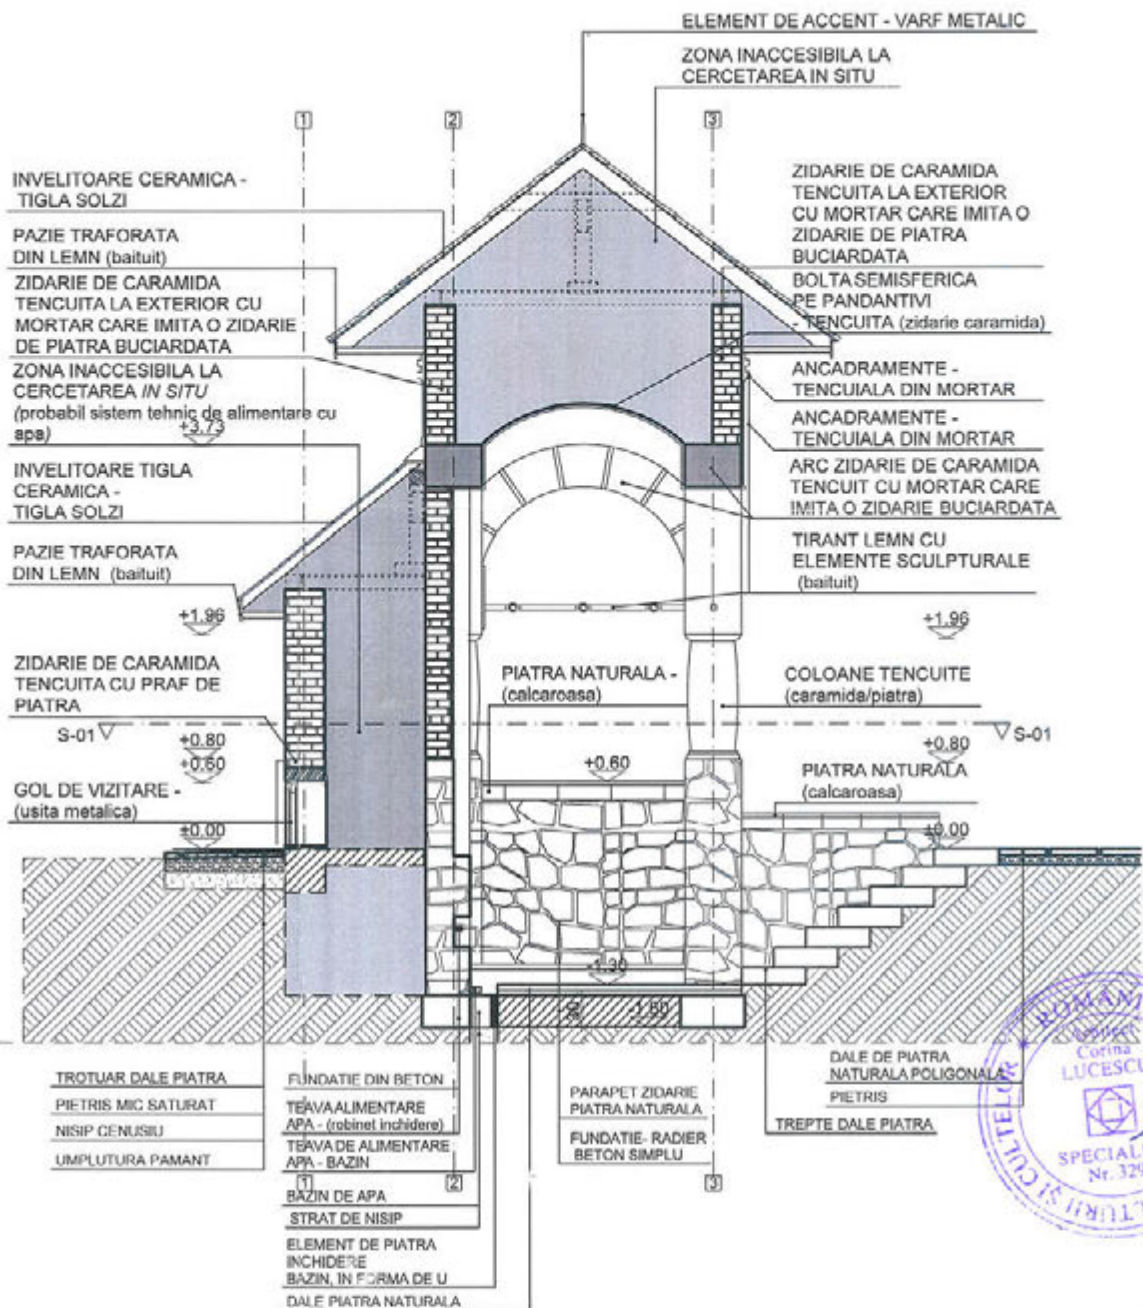 ELEMENT DE ACCENT - VARF METALIC
ZONA INACCESIBILA LA
CERCETAREA IN SITU
1
2
3
INVELITOARE CERAMICA -
TIGLA SOLZI
PAZIE TRAFORATA
DIN LEMN (baituit)
ZIDARIE DE CARAMIDA
TENCUITA LA EXTERIOR CU
MORTAR CARE IMITA O ZIDARIE
DE PIATRA BUCIARDATA
ZONA INACCESIBILA LA
CERCETAREA IN SITU
(probabil sistem tehnic de alimentare cu
apa)
+3.73
INVELITOARE TIGLA
CERAMICA -
TIGLA SOLZI
PAZIE TRAFORATA
DIN LEMN (baituit)
+1.96
ZIDARIE DE CARAMIDA
TENCUITA CU PRAF DE
PIATRA
S-01
+0.80
+0.60
GOL DE VIZITARE -
(usita metalica)
±0.00
ZIDARIE DE CARAMIDA
TENCUITA LA EXTERIOR
CU MORTAR CARE IMITA O
ZIDARIE DE PIATRA
BUCIARDATA
BOLTA SEMISFERICA
PE PANDANTIVI
- TENCUITA (zidarie caramida)
ANCADRAMENTE -
TENCUIALA DIN MORTAR
ANCADRAMENTE -
TENCUIALA DIN MORTAR
ARC ZIDARIE DE CARAMIDA
TENCUIT CU MORTAR CARE
IMITA O ZIDARIE BUCIARDATA
TIRANT LEMN CU
ELEMENTE SCULPTURALE
(baituit)
+1.96
PIATRA NATURALA -
(calcaroasa)
COLOANE TENCUITE
(caramida/piatra)
S-01
+0.80
+0.60
PIATRA NATURALA
(calcaroasa)
±0.00
-1.30
-1.60
TROTUAR DALE PIATRA
PIETRIS MIC SATURAT
NISIP CENUSIU
UMPLUTURA PAMANT
FUNDATIE DIN BETON
TEAVA ALIMENTARE
APA - (robinet inchidere)
TEAVA DE ALIMENTARE
APA - BAZIN
1
2
3
BAZIN DE APA
STRAT DE NISIP
ELEMENT DE PIATRA
INCHIDERE
BAZIN, IN FORMA DE U
DALE PIATRA NATURALA
PARAPET ZIDARIE
PIATRA NATURALA
FUNDATIE- RADIER
BETON SIMPLU
DALE DE PIATRA
NATURALA POLIGONALA
PIETRIS
TREPTE DALE PIATRA
Corina
LUCESCU
Nr. 329